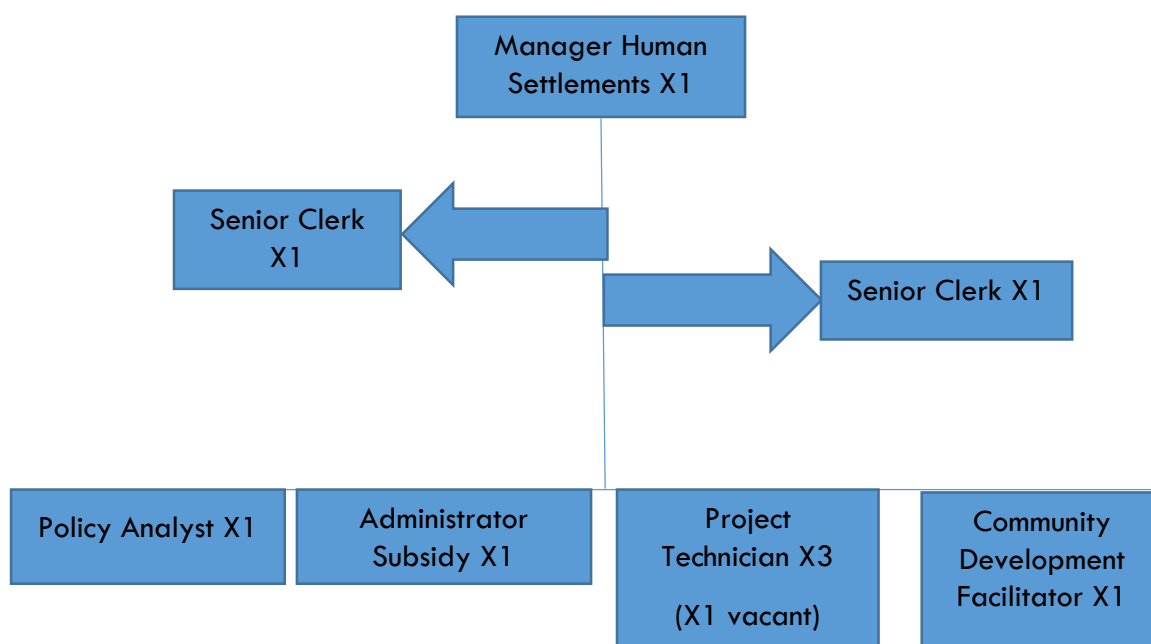 Manager Human
Settlements X1
Senior Clerk
X1
Senior Clerk X1
Policy Analyst X1
Administrator
Subsidy X1
Project
Technician X3
(X1 vacant)
Community
Development
Facilitator X1